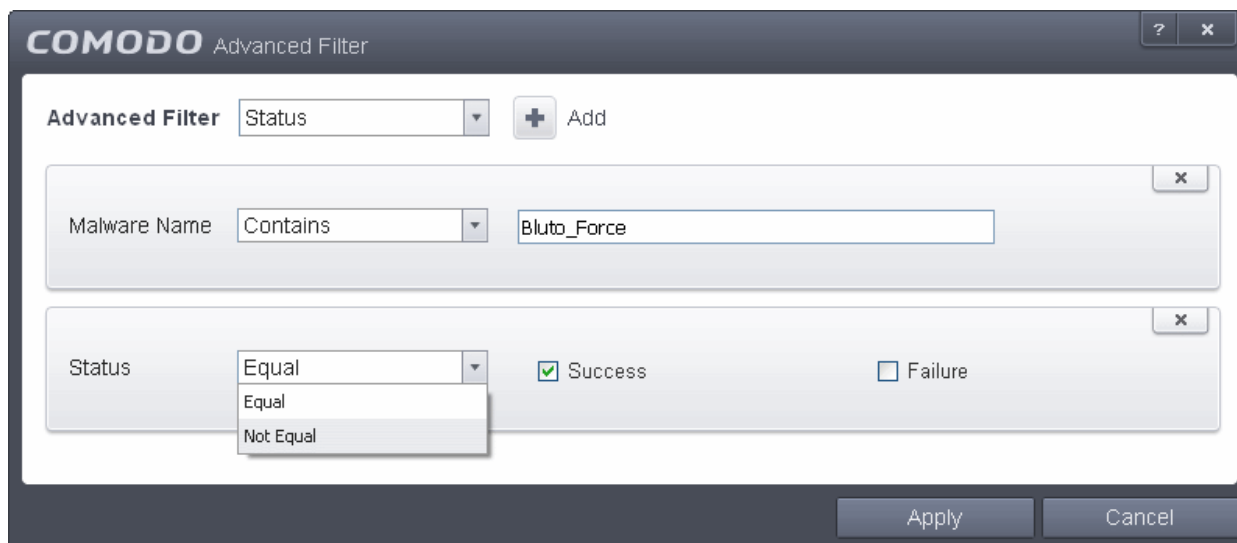 COMODO Advanced Filter ? x
Advanced Filter Status + Add
x
Malware Name Contains Bluto_Force
x
Status Equal Success Failure
Equal
Not Equal
Apply Cancel